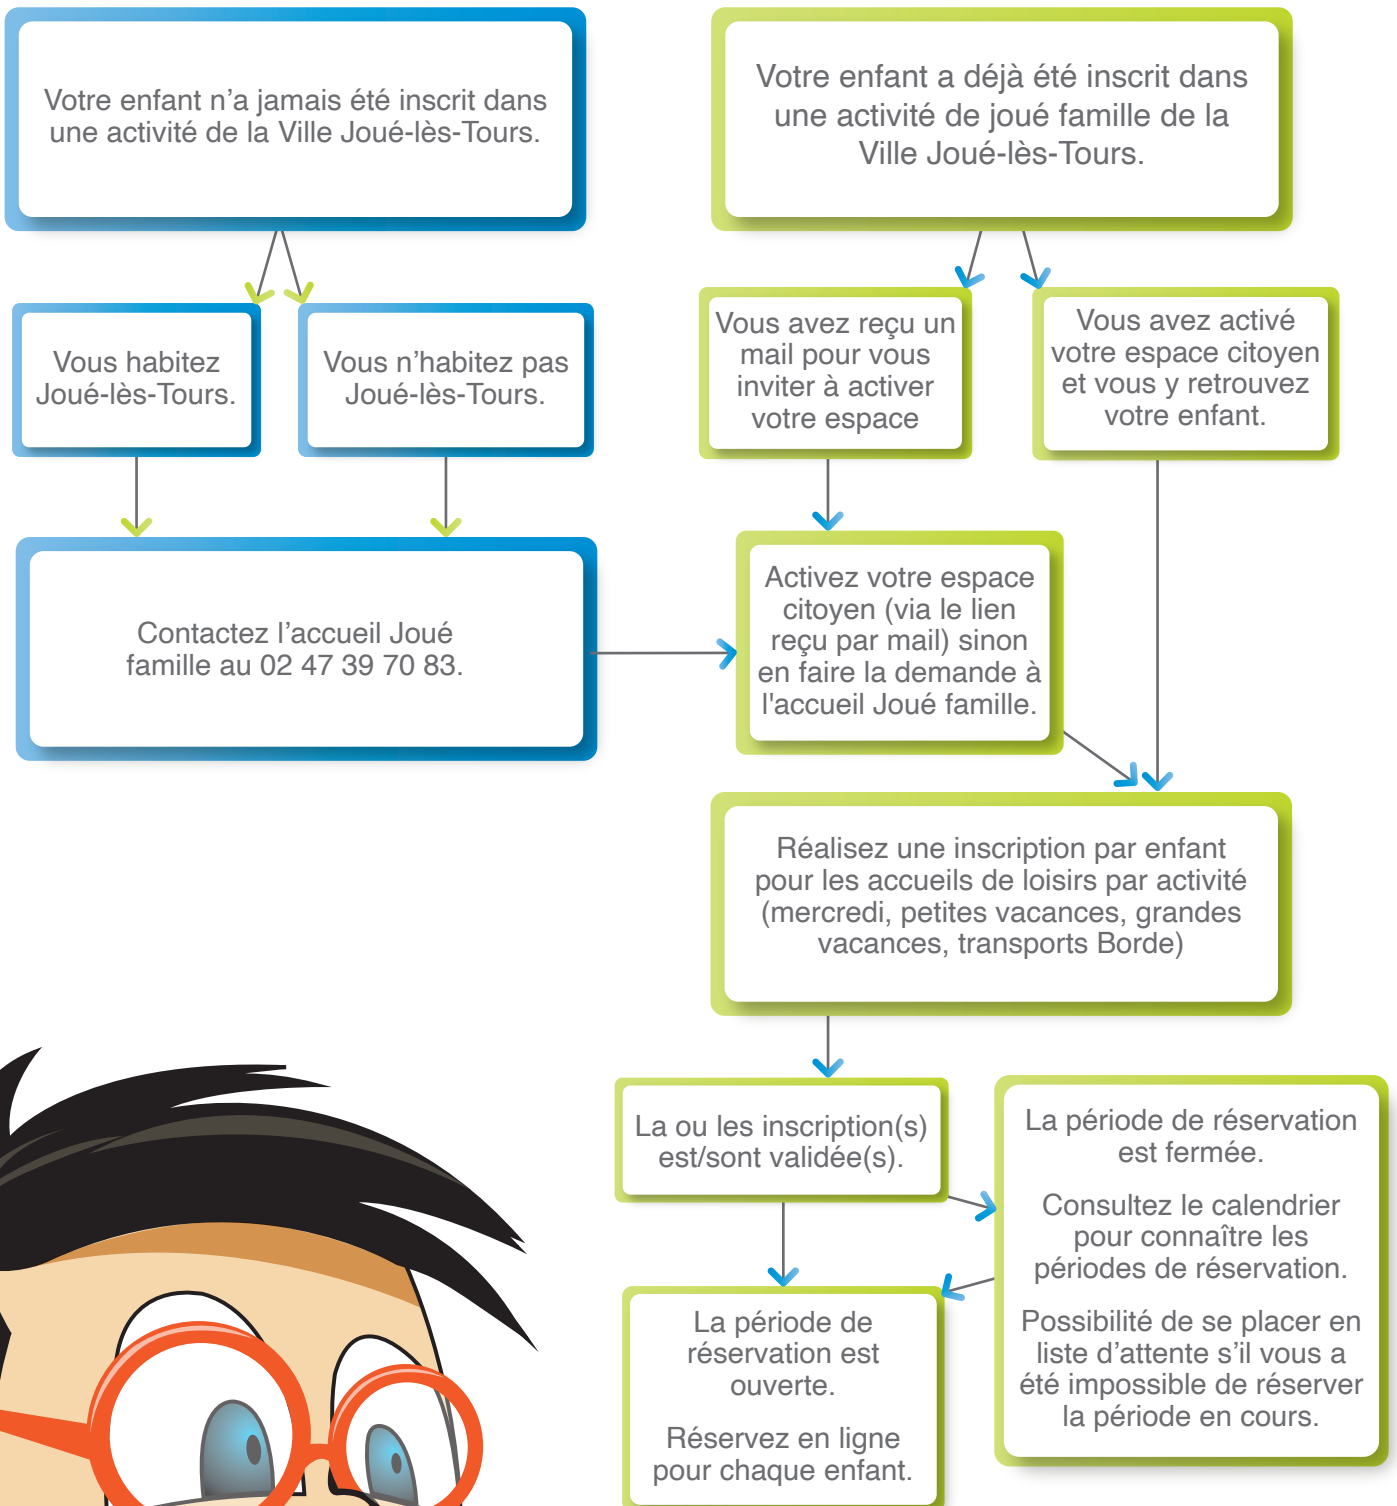 Votre enfant n’a jamais été inscrit dans
une activité de la Ville Joué-lès-Tours.
Votre enfant a déjà été inscrit dans
une activité de joué famille de la
Ville Joué-lès-Tours.
Vous habitez
Joué-lès-Tours.
Vous n’habitez pas
Joué-lès-Tours.
Vous avez reçu un
mail pour vous
inviter à activer
votre espace
Vous avez activé
votre espace citoyen
et vous y retrouvez
votre enfant.
Contactez l’accueil Joué
famille au 02 47 39 70 83.
Activez votre espace
citoyen (via le lien
reçu par mail) sinon
en faire la demande à
l'accueil Joué famille.
Réalisez une inscription par enfant
pour les accueils de loisirs par activité
(mercredi, petites vacances, grandes
vacances, transports Borde)
La ou les inscription(s)
est/sont validée(s).
La période de réservation
est fermée.
Consultez le calendrier
pour connaître les
périodes de réservation.
Possibilité de se placer en
liste d’attente s’il vous a
été impossible de réserver
la période en cours.
La période de
réservation est
ouverte.
Réservez en ligne
pour chaque enfant.